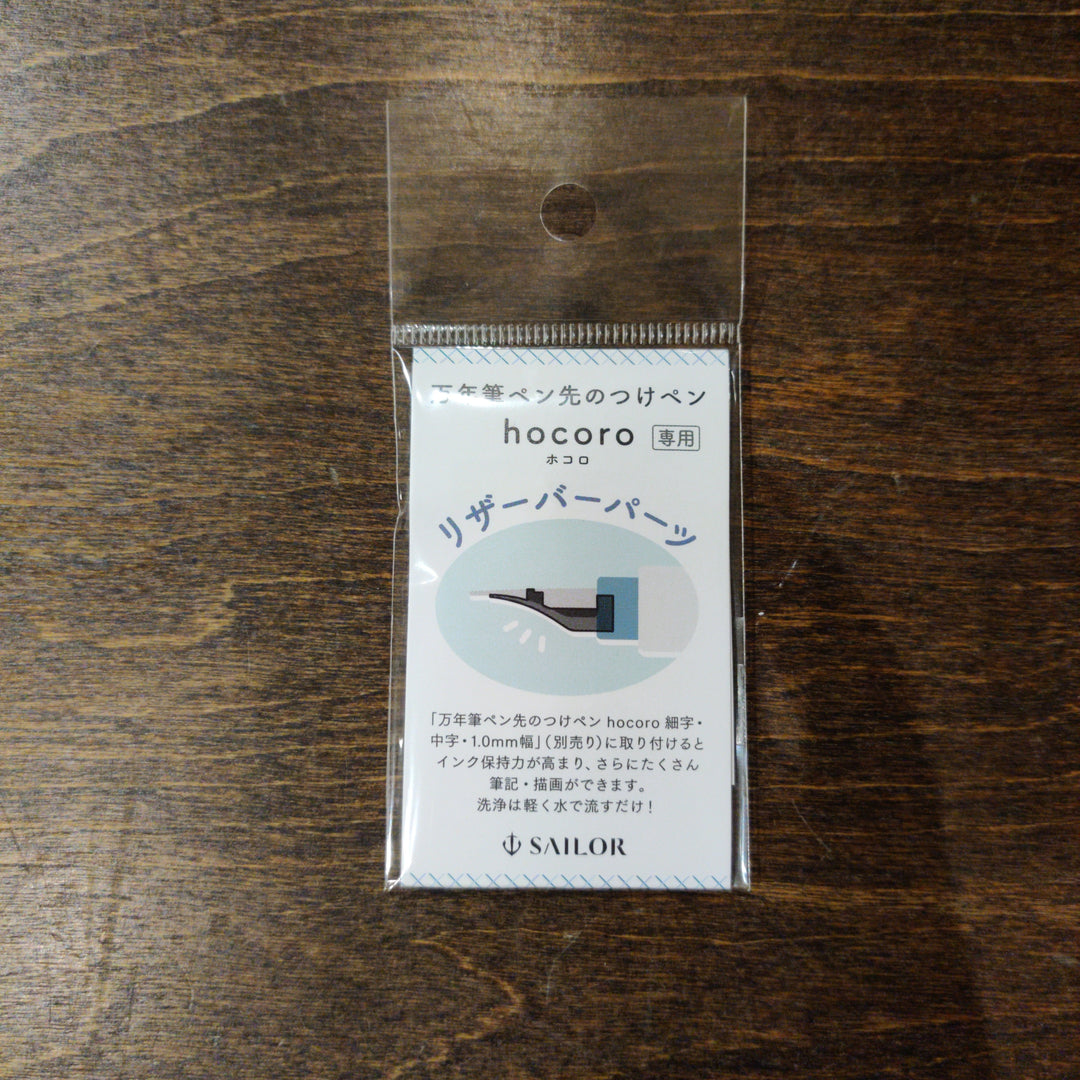 万年筆ペン先のつけペン
hocoro 専用
ホコロ
リザーバーパーツ
「万年筆ペン先のつけペン hocoro 細字・
中字・1.0mm幅」（別売り）に取り付けると
インク保持力が高まり、さらにたくさん
筆記・描画ができます。
洗浄は軽く水で流すだけ！
SAILOR